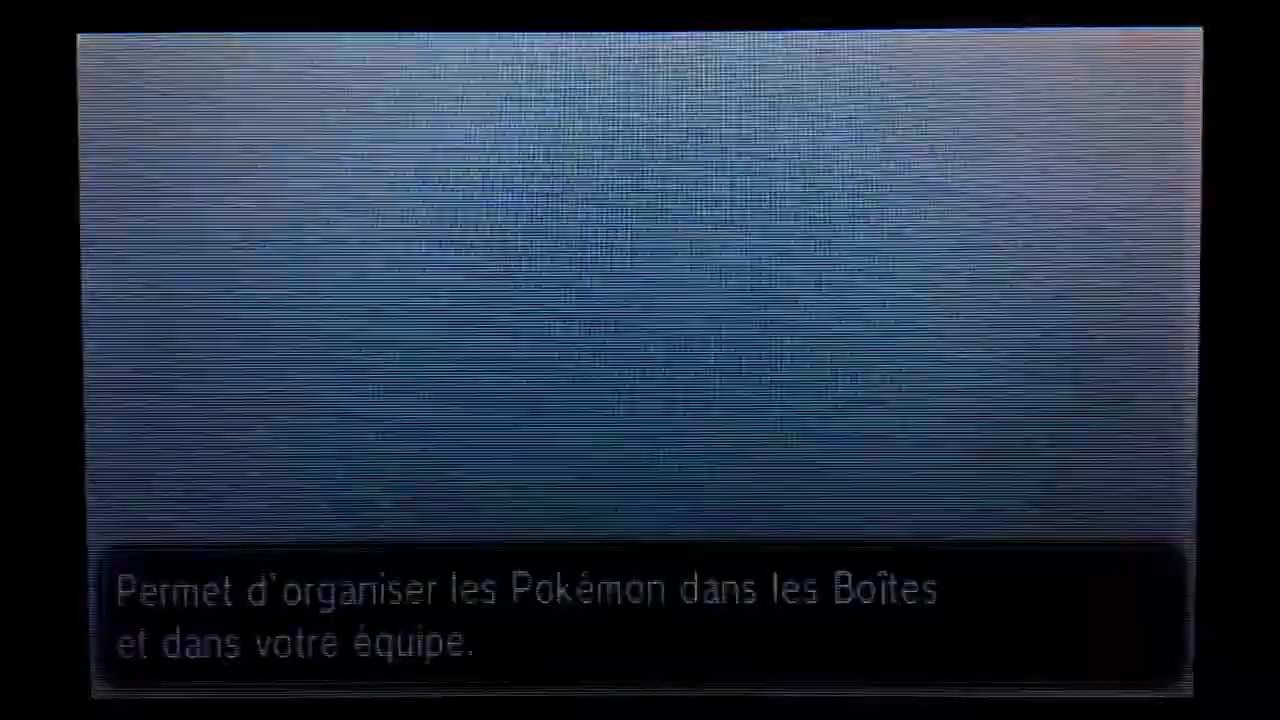 Permet d'organiser les Pokémon dans les Boîtes
et dans votre équipe.